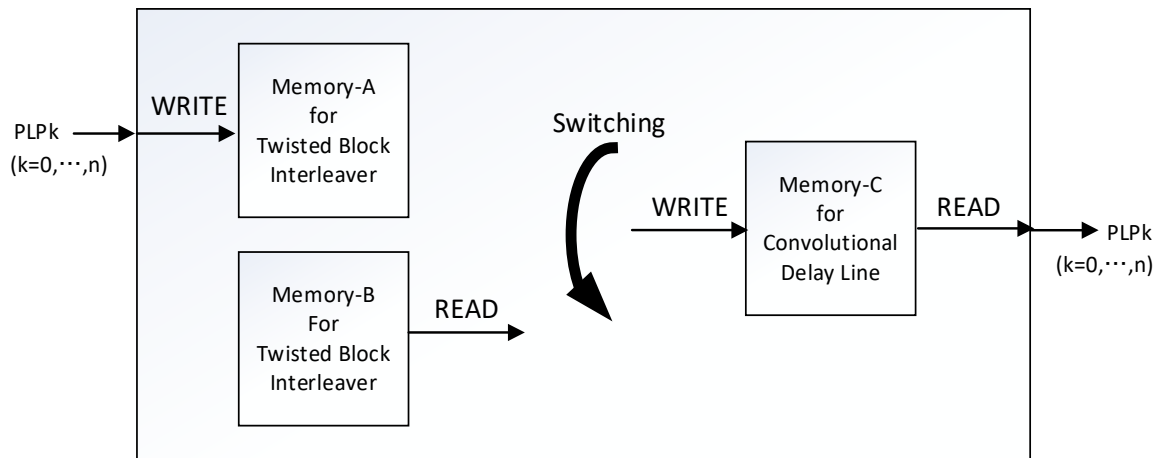 PLPk
(k=0,⋯,n)
WRITE
Memory-A
for
Twisted Block
Interleaver
Memory-B
For
Twisted Block
Interleaver
READ
Switching
WRITE
Memory-C
for
Convolutional
Delay Line
READ
PLPk
(k=0,⋯,n)